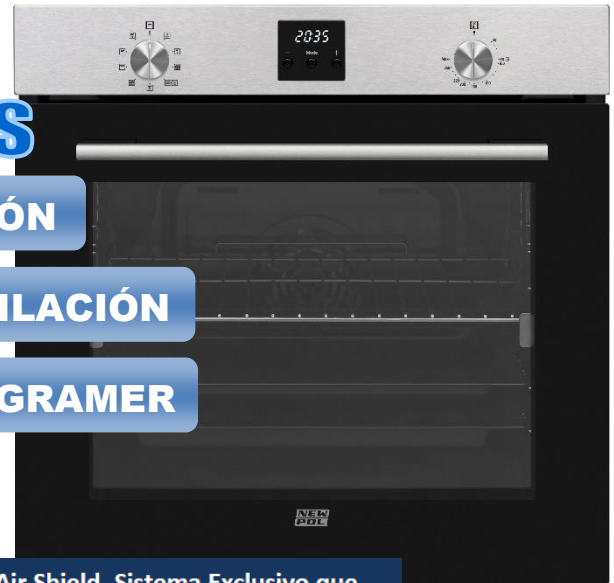 2035
Mode
S
ÓN
ILACIÓN
GRAMER
NEW
POL
Air Shield, Sistema Exclusivo que